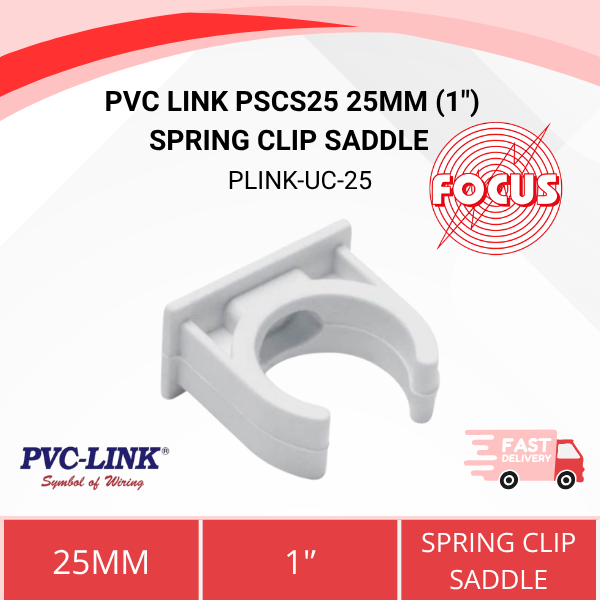 PVC LINK PSCS25 25MM (1")
SPRING CLIP SADDLE
PLINK-UC-25
FOCUS
PVC-LINK®
Symbol of Wiring
FAST
DELIVERY
25MM
1"
SPRING CLIP
SADDLE